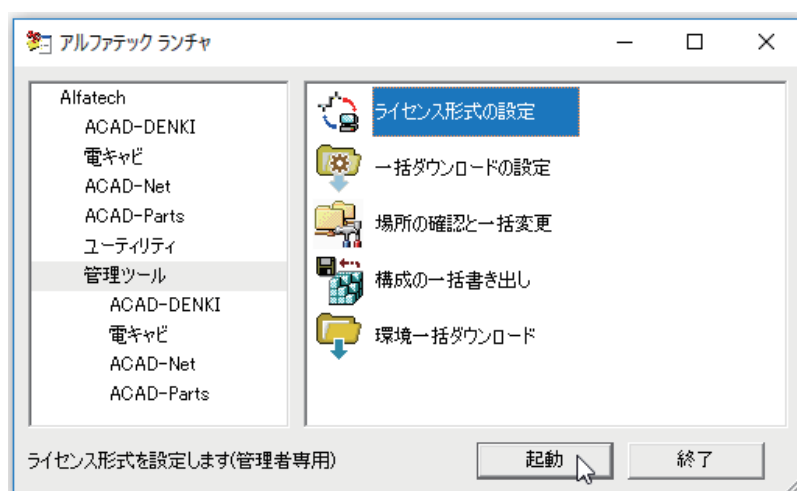 アルファテック ランチャ
Alfatech
ACAD-DENKI
電キャビ
ACAD-Net
ACAD-Parts
ユーティリティ
管理ツール
ACAD-DENKI
電キャビ
ACAD-Net
ACAD-Parts
ライセンス形式の設定
一括ダウンロードの設定
場所の確認と一括変更
構成の一括書き出し
環境一括ダウンロード
ライセンス形式を設定します(管理者専用)
起動
終了